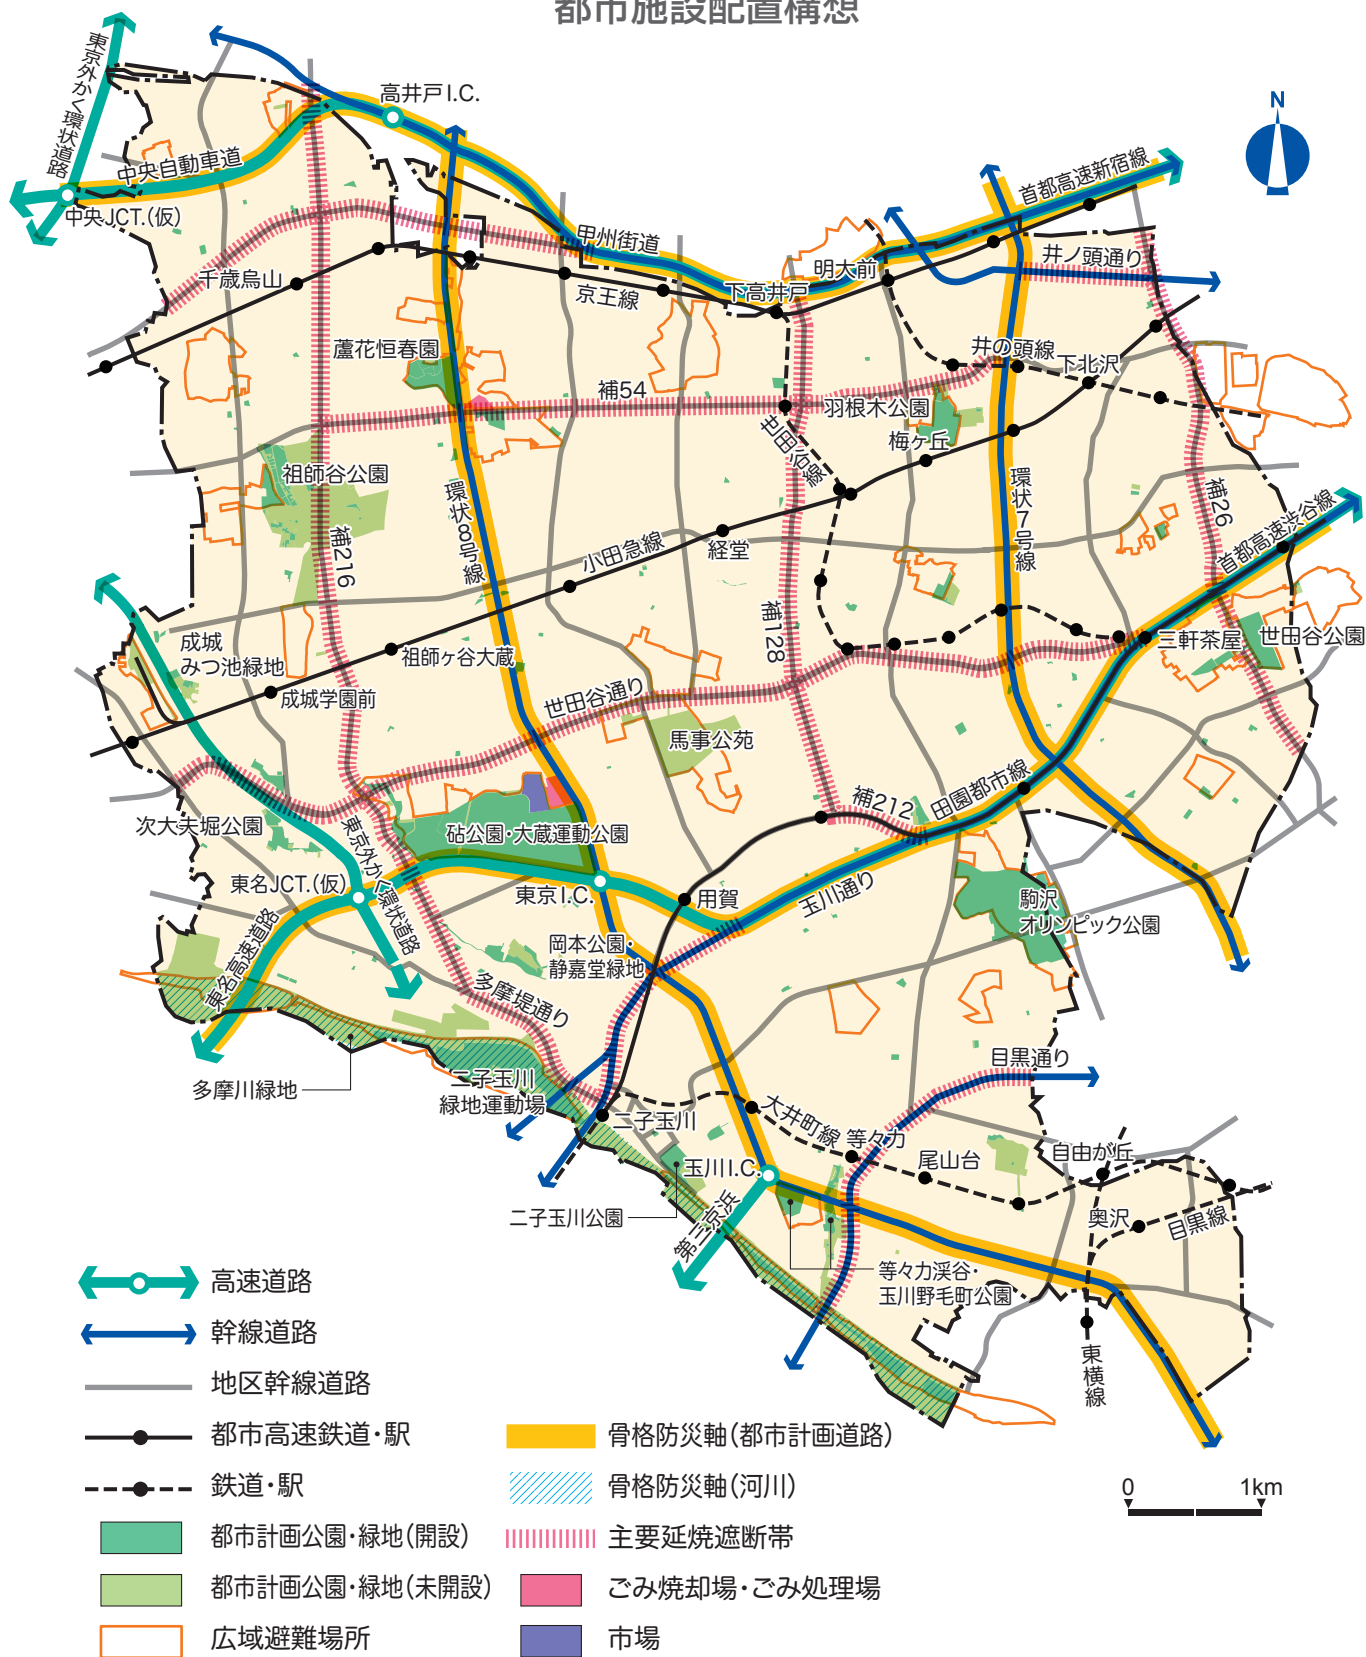 都市施設配置構想
東京外かく環状道路
高井戸I.C.
N
中央自動車道
首都高速新宿線
中央JCT.(仮)
甲州街道
井ノ頭通り
明大前
千歳烏山
京王線
下高井戸
蘆花恒春園
井の頭線
下北沢
補54
羽根木公園
世田谷線
梅ヶ丘
祖師谷公園
環状8号線
環状7号線
補26
補216
小田急線
経堂
首都高速渋谷線
補128
成城
みつ池緑地
祖師ヶ谷大蔵
三軒茶屋
世田谷公園
成城学園前
世田谷通り
馬事公苑
補212
田園都市線
次大夫堀公園
砧公園・大蔵運動公園
東京外かく環状道路
東名JCT.(仮)
東京I.C.
用賀
玉川通り
駒沢
オリンピック公園
東名高速道路
岡本公園・
静嘉堂緑地
多摩堤通り
目黒通り
多摩川緑地
二子玉川
緑地運動場
二子玉川
大井町線
等々力
尾山台
自由が丘
玉川I.C.
二子玉川公園
第三京浜
奥沢
目黒線
等々力渓谷・
玉川野毛町公園
東横線
高速道路
幹線道路
地区幹線道路
都市高速鉄道・駅
鉄道・駅
都市計画公園・緑地(開設)
都市計画公園・緑地(未開設)
広域避難場所
骨格防災軸(都市計画道路)
骨格防災軸(河川)
主要延焼遮断帯
ごみ焼却場・ごみ処理場
市場
0 1km